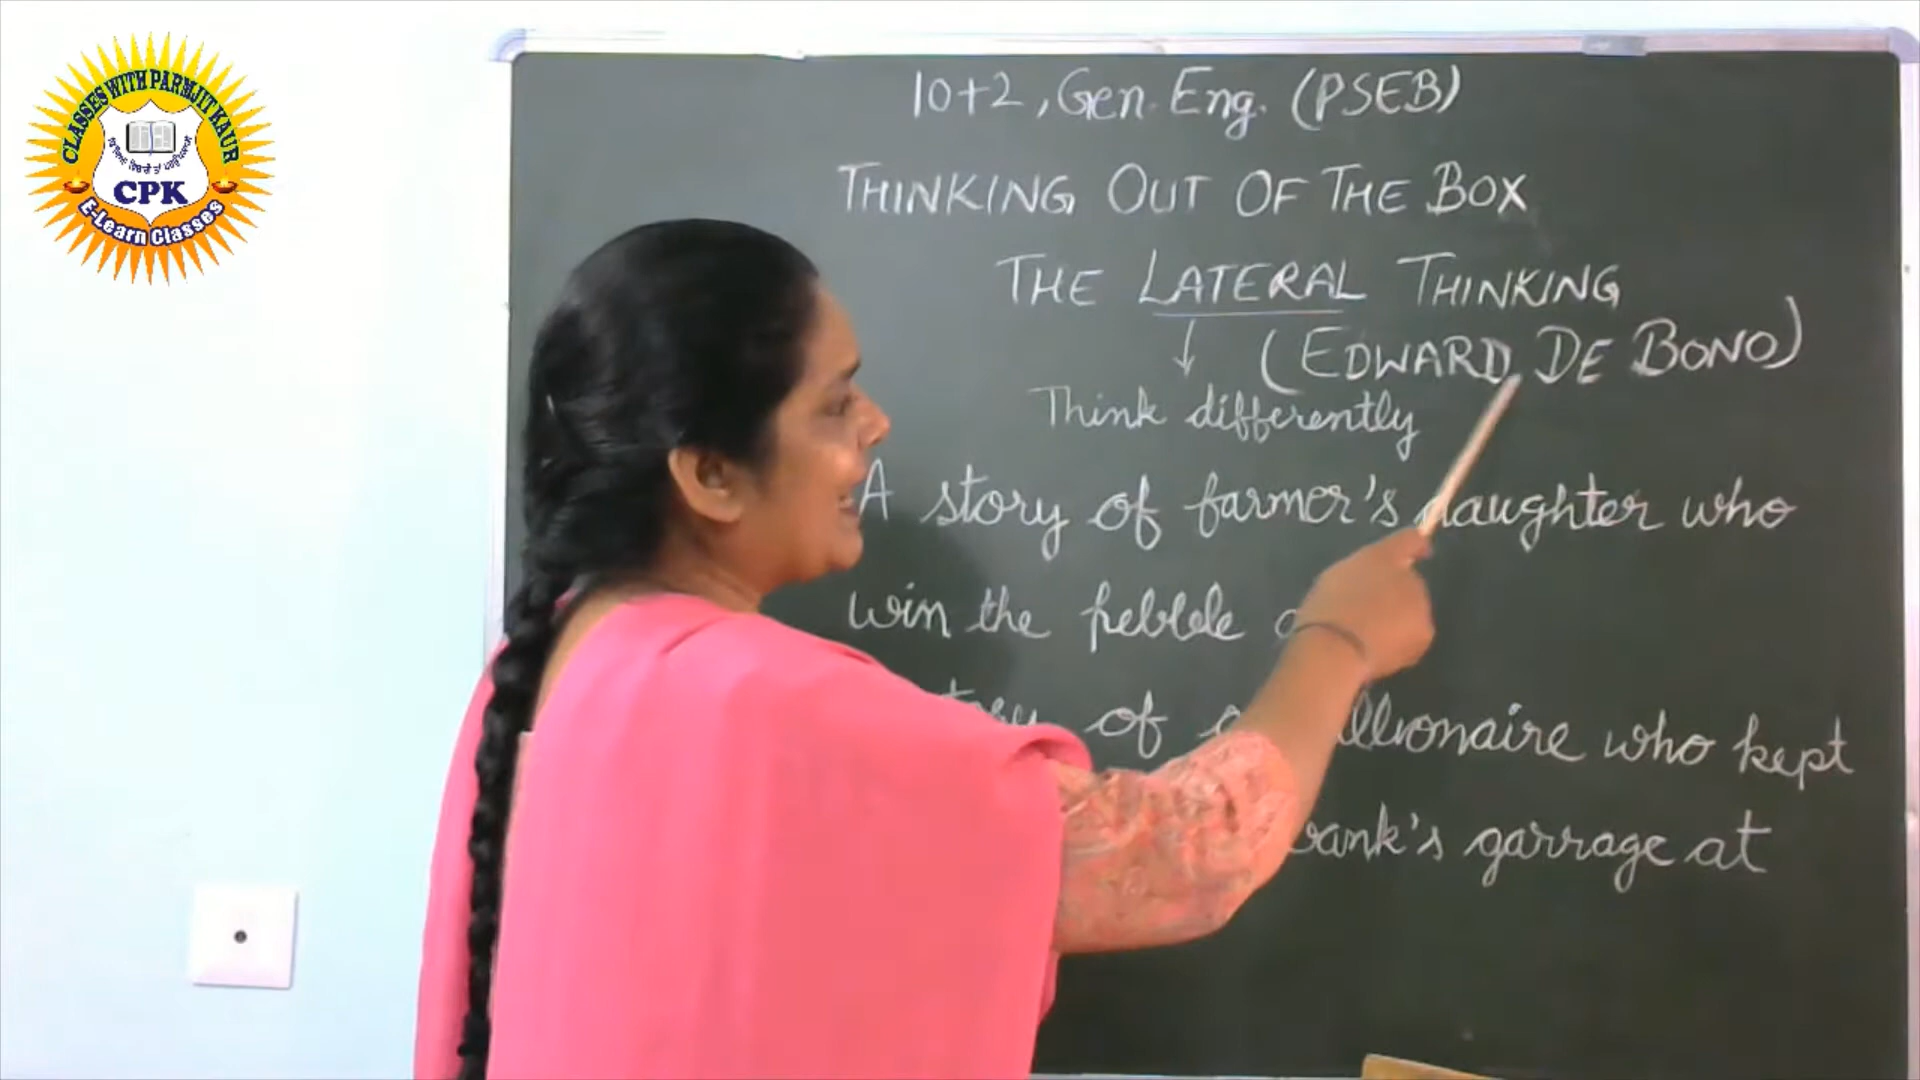 CLASSES WITH PARMJIT KAUR
CPK
E-Learn Classes
10+2, Gen. Eng. (PSEB)
THINKING OUT OF THE BOX
THE LATERAL THINKING
(EDWARD DE BONO)
Think differently
A story of farmer's daughter who
win the pebble
of who kept
garrage at